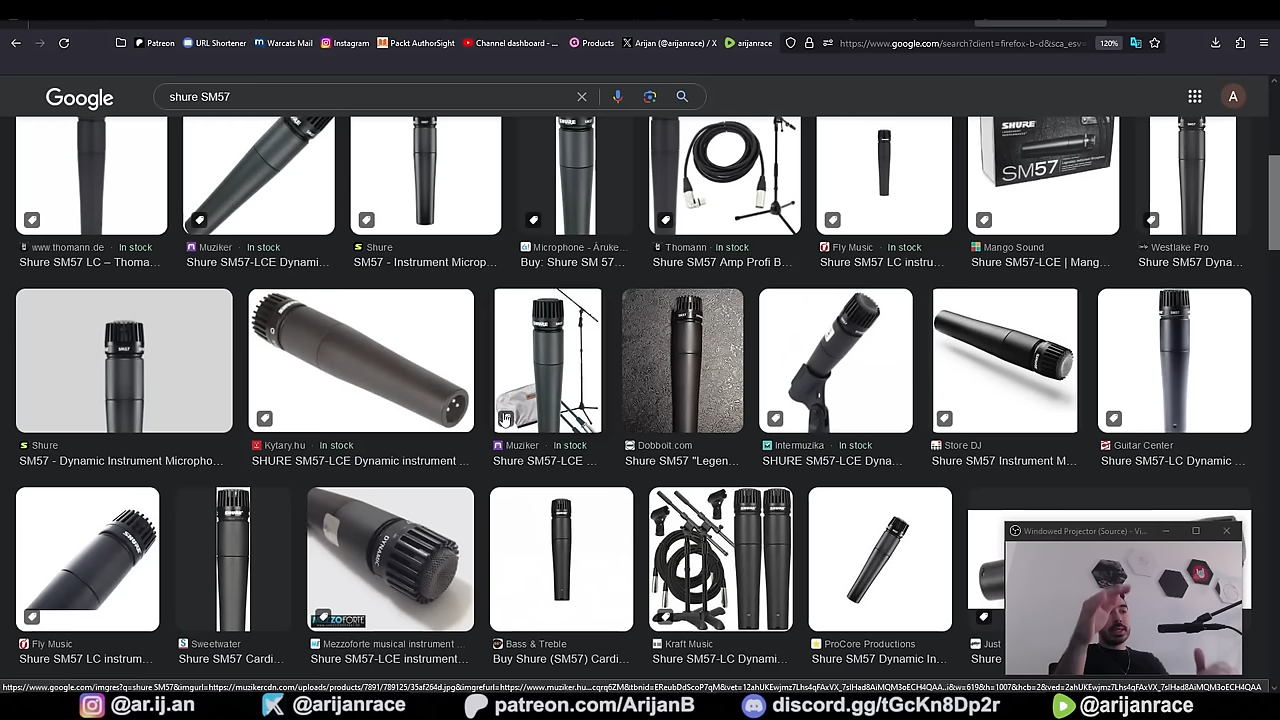 Patreon URL Shortener Warcats Mail Instagram Packt AuthorSight Channel dashboard - ... Products Arijan (@arijanrace) / X arijanrace https://www.google.com/search?client=firefox-b-d&sca_esv= 120%
Google shure SM57 A
SHURE
SM57
www.thomann.de · In stock
Shure SM57 LC – Thoma...
Muziker · In stock
Shure SM57-LCE Dynami...
Shure
SM57 - Instrument Microp...
Microphone - Áruke...
Buy: Shure SM 57...
Thomann · In stock
Shure SM57 Amp Profi B...
Fly Music · In stock
Shure SM57 LC instru...
Mango Sound
Shure SM57-LCE | Mang...
Westlake Pro
Shure SM57 Dyna...
Shure
SM57 - Dynamic Instrument Micropho...
Kytary.hu · In stock
SHURE SM57-LCE Dynamic instrument ...
Muziker · In stock
Shure SM57-LCE ...
Dobboit.com
Shure SM57 "Legen...
Intermuzika · In stock
SHURE SM57-LCE Dyna...
Store DJ
Shure SM57 Instrument M...
Guitar Center
Shure SM57-LC Dynamic ...
SHURE
DYNAMIC
Fly Music
Shure SM57 LC instrum...
Sweetwater
Shure SM57 Cardi...
Mezzoforte musical instrument ...
Shure SM57-LCE instrument...
Bass & Treble
Buy Shure (SM57) Cardi...
Kraft Music
Shure SM57-LC Dynami...
ProCore Productions
Shure SM57 Dynamic In...
Just
Shure
Windowed Projector (Source) - Vi...
@ar.ij.an @arijanrace patreon.com/ArijanB discord.gg/tGcKn8Dp2r @arijanrace